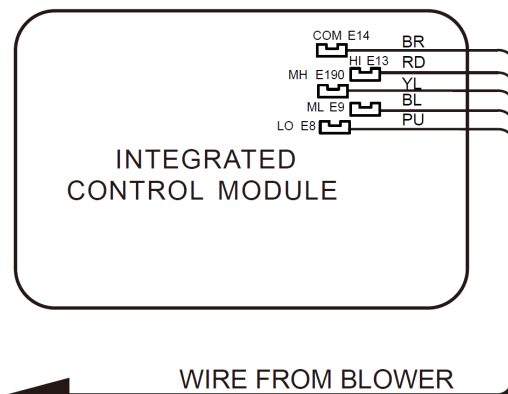 COM E14
BR
HI E13
RD
MH E190
YL
ML E9
BL
LO E8
PU
INTEGRATED
CONTROL MODULE
WIRE FROM BLOWER